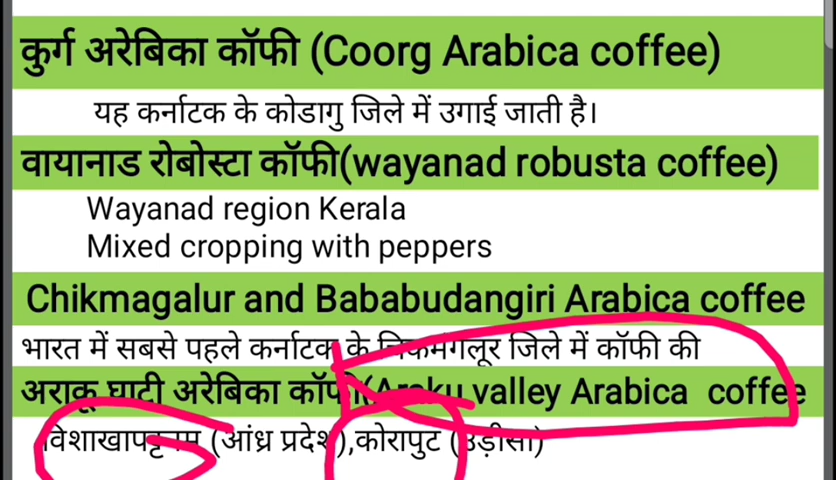 कुर्ग अरेबिका कॉफी (Coorg Arabica coffee)
यह कर्नाटक के कोडागु जिले में उगाई जाती है।
वायानाड रोबोस्टा कॉफी(wayanad robusta coffee)
Wayanad region Kerala
Mixed cropping with peppers
Chikmagalur and Bababudangiri Arabica coffee
भारत में सबसे पहले कर्नाटक के चिकमंगलूर जिले में कॉफी की
अराकू घाटी अरेबिका कॉफी(Araku valley Arabica coffee
विशाखापट्टनम (आंध्र प्रदेश),कोरापुट (उड़ीसा)